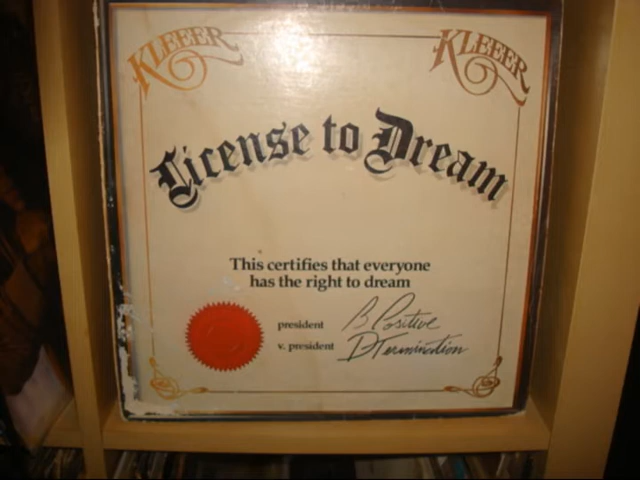 KLEEER KLEEER
License to Dream
This certifies that everyone
has the right to dream
president B Positive
v. president D Termination